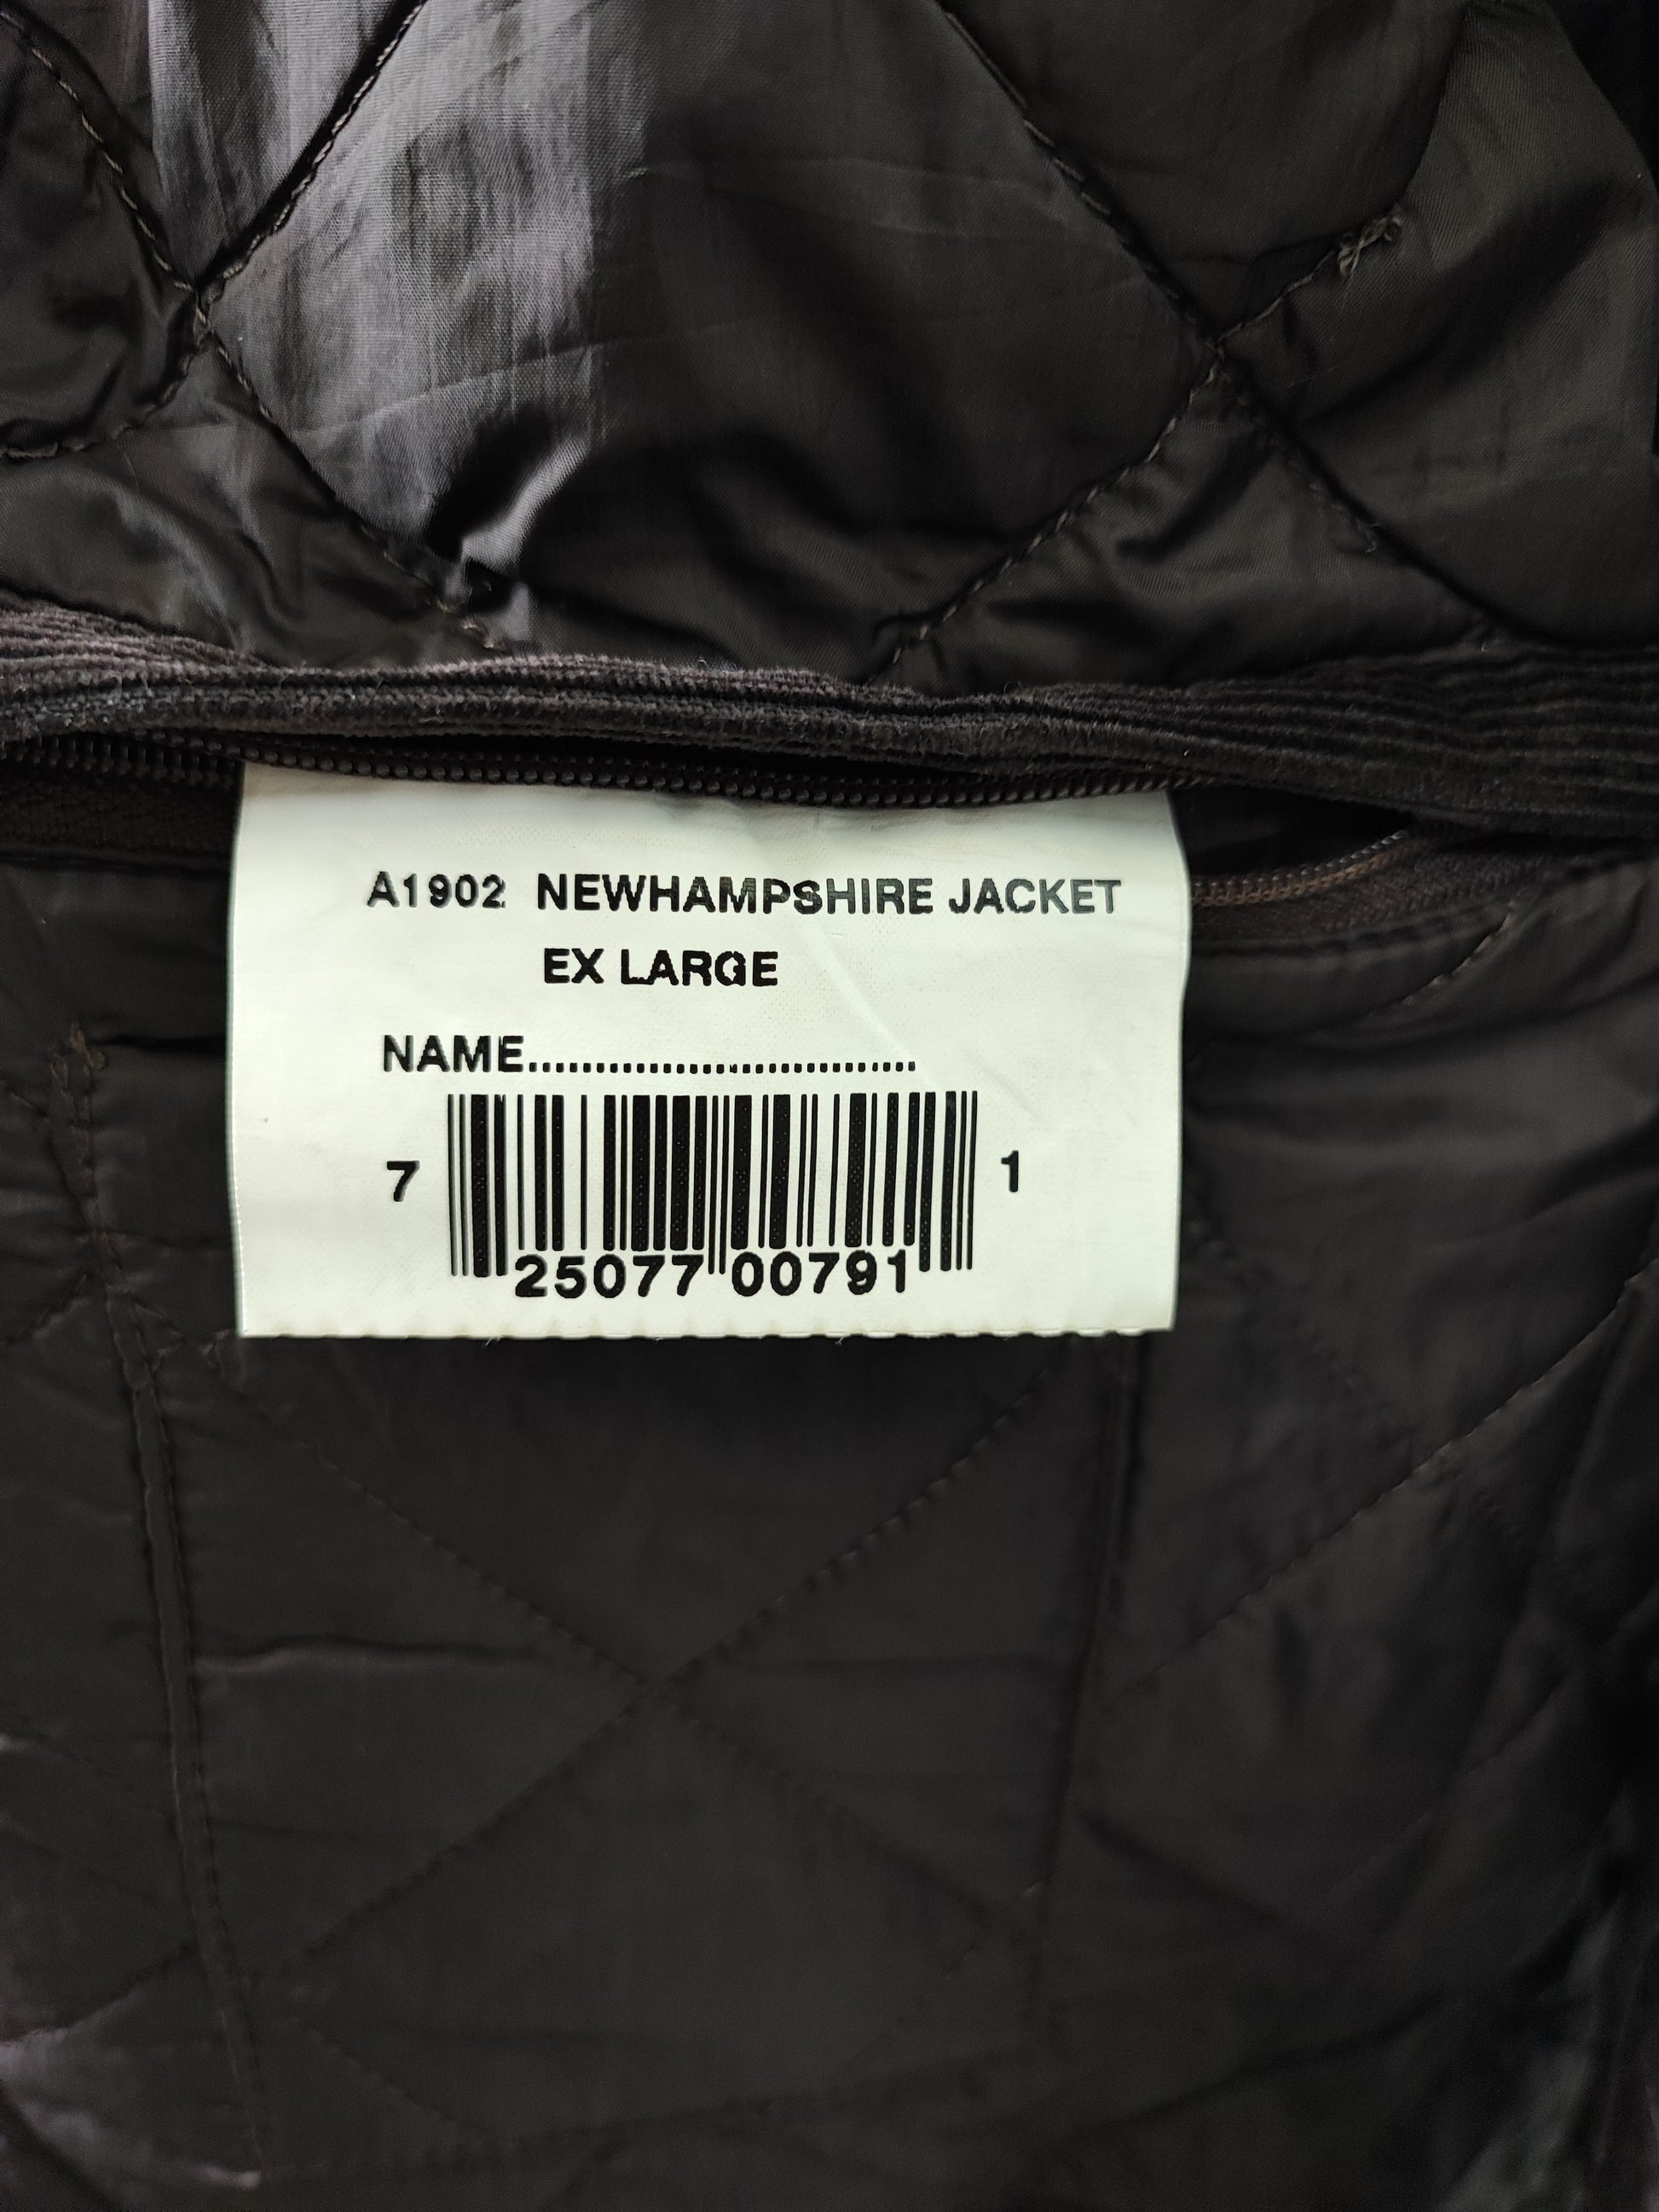 A1902 NEWHAMPSHIRE JACKET
EX LARGE
NAME..............................
7 25077 00791 1